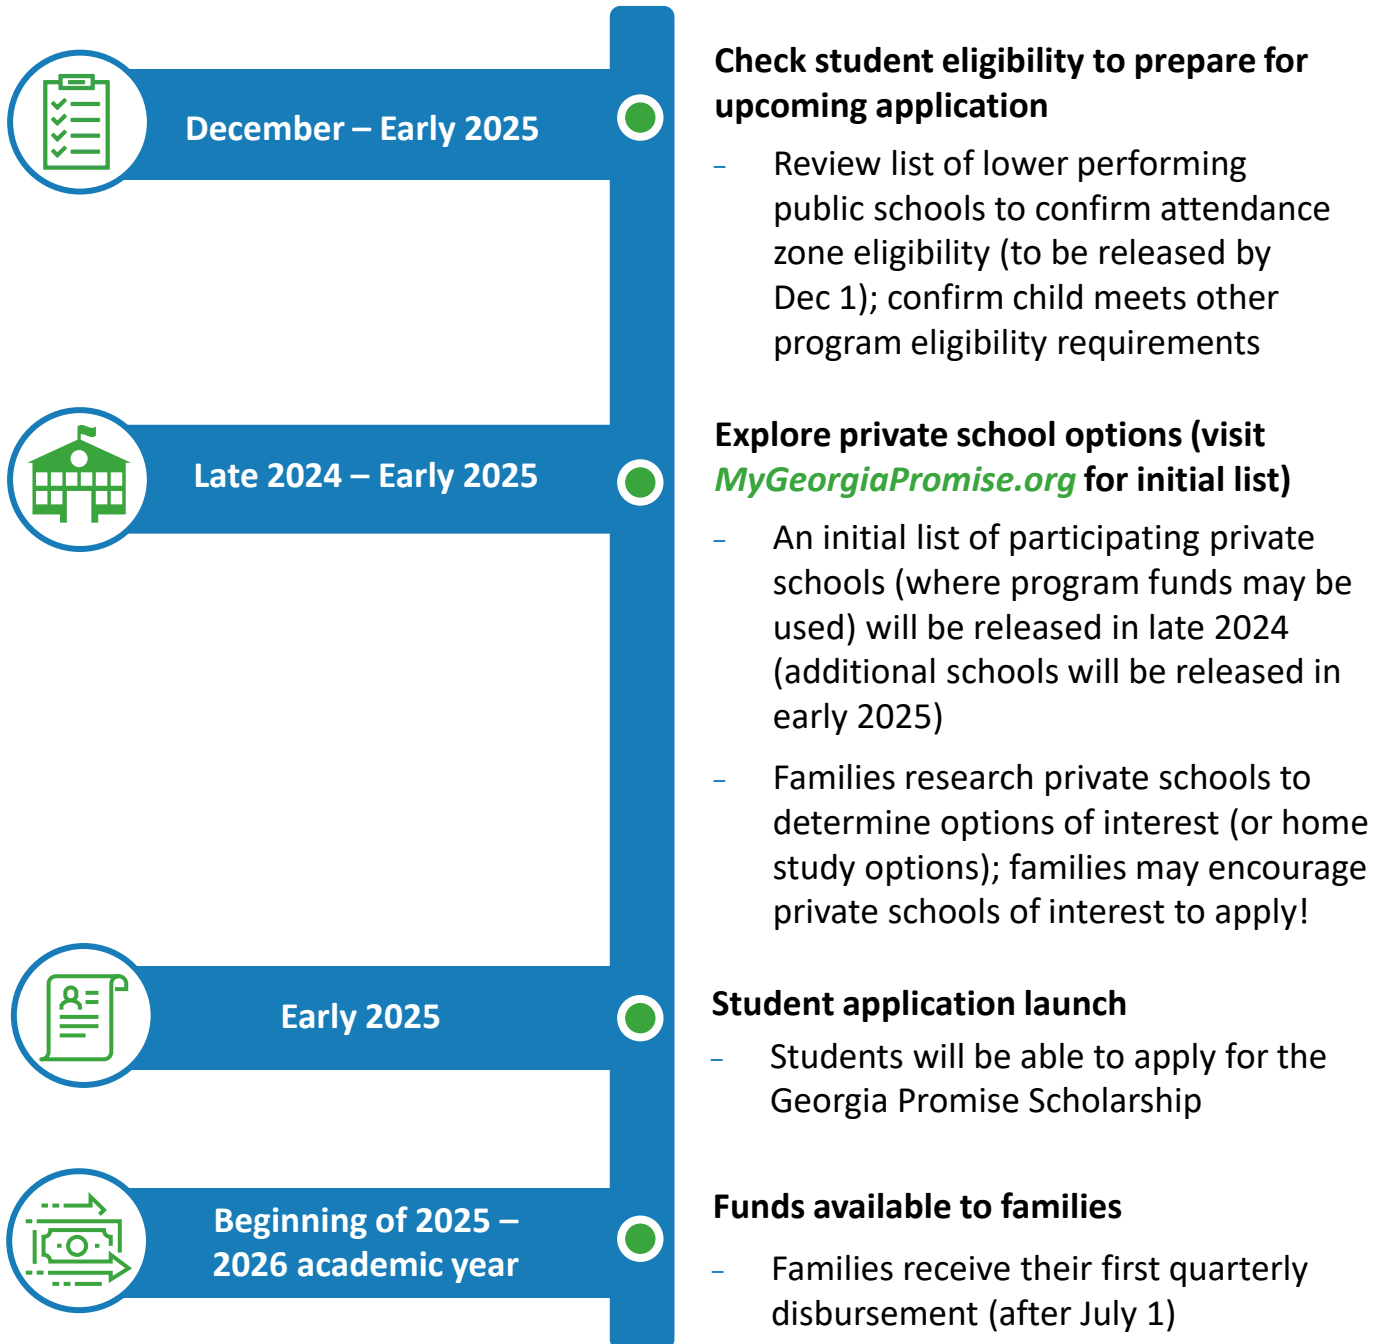 December – Early 2025
Check student eligibility to prepare for
upcoming application
– Review list of lower performing
public schools to confirm attendance
zone eligibility (to be released by
Dec 1); confirm child meets other
program eligibility requirements
Late 2024 – Early 2025
Explore private school options (visit
MyGeorgiaPromise.org for initial list)
– An initial list of participating private
schools (where program funds may be
used) will be released in late 2024
(additional schools will be released in
early 2025)
– Families research private schools to
determine options of interest (or home
study options); families may encourage
private schools of interest to apply!
Early 2025
Student application launch
– Students will be able to apply for the
Georgia Promise Scholarship
Beginning of 2025 –
2026 academic year
Funds available to families
– Families receive their first quarterly
disbursement (after July 1)